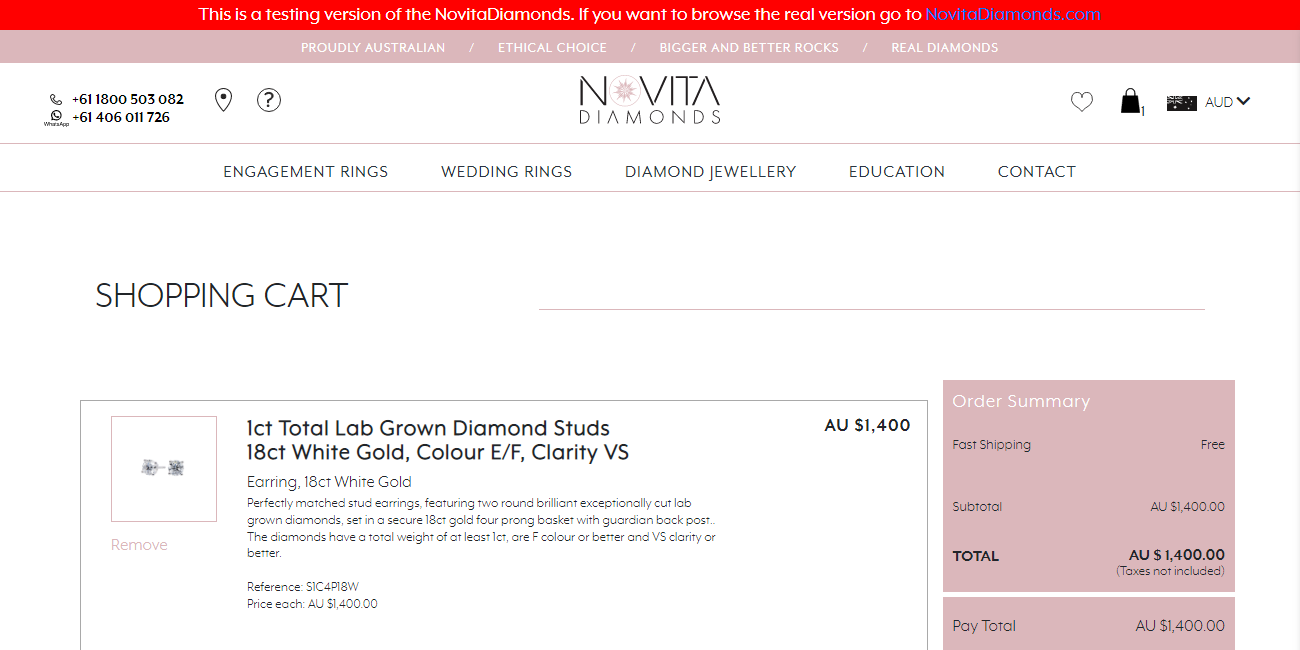 This is a testing version of the NovitaDiamonds. If you want to browse the real version go to NovitaDiamonds.com
PROUDLY AUSTRALIAN / ETHICAL CHOICE / BIGGER AND BETTER ROCKS / REAL DIAMONDS
+61 1800 503 082
WhatsApp +61 406 011 726
?
NOVITA
DIAMONDS
1
AUD
ENGAGEMENT RINGS WEDDING RINGS DIAMOND JEWELLERY EDUCATION CONTACT
SHOPPING CART
1ct Total Lab Grown Diamond Studs
18ct White Gold, Colour E/F, Clarity VS
AU $1,400
Earring, 18ct White Gold
Perfectly matched stud earrings, featuring two round brilliant exceptionally cut lab
grown diamonds, set in a secure 18ct gold four prong basket with guardian back post..
The diamonds have a total weight of at least 1ct, are F colour or better and VS clarity or
better.
Reference: S1C4P18W
Price each: AU $1,400.00
Remove
Order Summary
Fast Shipping Free
Subtotal AU $1,400.00
TOTAL AU $ 1,400.00
(Taxes not included)
Pay Total AU $1,400.00